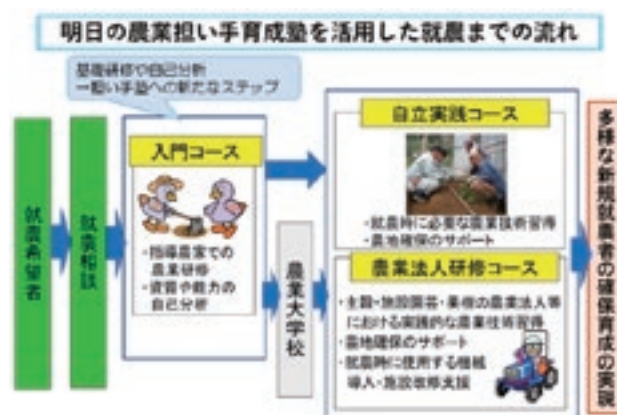 明日の農業担い手育成塾を活用した就農までの流れ
基礎研修や自己分析
→担い手塾への新たなステップ
就農希望者
就農相談
入門コース
・指導農家での
農業研修
・資質や能力の
自己分析
農業大学校
自立実践コース
・就農時に必要な農業技術習得
・農地確保のサポート
農業法人研修コース
・主穀・施設園芸・果樹の農業法人等
における実践的な農業技術習得
・農地確保のサポート
・就農時に使用する機械
導入・施設改修支援
多様な新規就農者の確保育成の実現